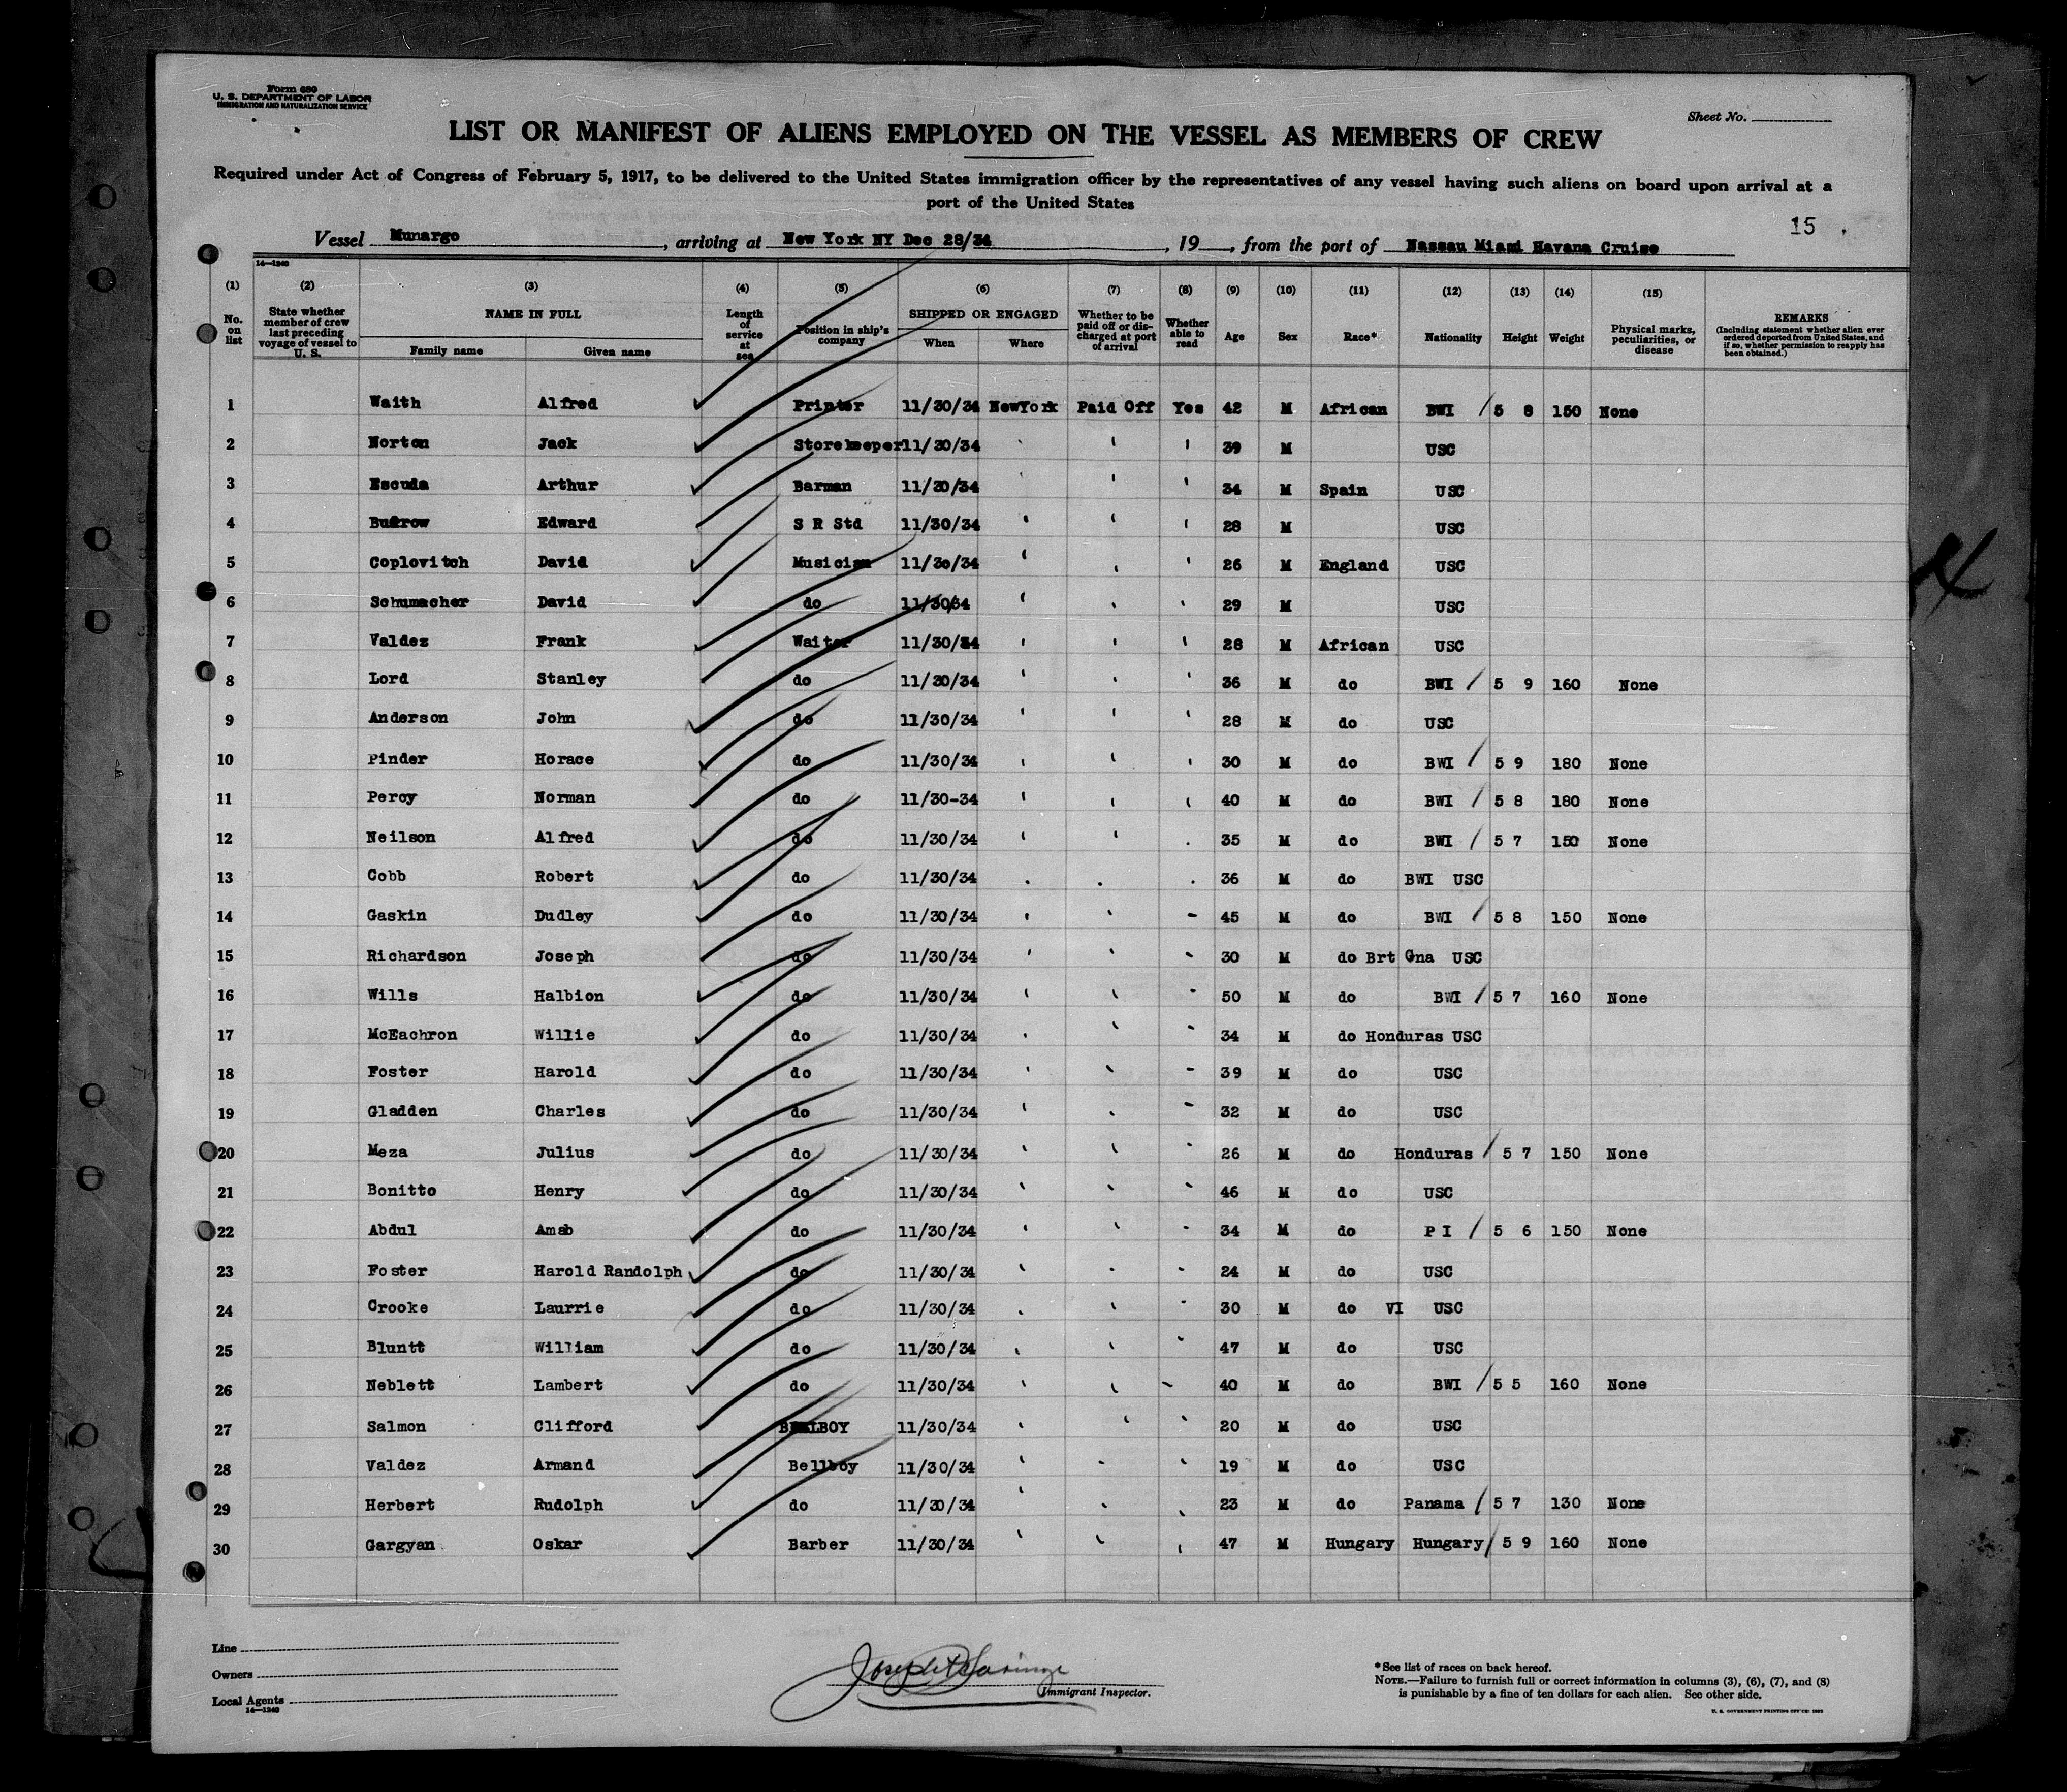 Form 680
U. S. DEPARTMENT OF LABOR
IMMIGRATION AND NATURALIZATION SERVICE
Sheet No.
LIST OR MANIFEST OF ALIENS EMPLOYED ON THE VESSEL AS MEMBERS OF CREW
Required under Act of Congress of February 5, 1917, to be delivered to the United States immigration officer by the representatives of any vessel having such aliens on board upon arrival at a
port of the United States
15
Vessel Munargo, arriving at New York NY Dec 28/34, 19, from the port of Nassau Miami Havana Cruise
14—1240
(1) (2) (3) (4) (5) (6) (7) (8) (9) (10) (11) (12) (13) (14) (15)
No. on list State whether member of crew last preceding voyage of vessel to U. S. NAME IN FULL Family name Given name Length of service at sea Position in ship's company SHIPPED OR ENGAGED When Where Whether to be paid off or discharged at port of arrival Whether able to read Age Sex Race* Nationality Height Weight Physical marks, peculiarities, or disease REMARKS (Including statement whether alien ever ordered deported from United States, and if so, whether permission to reapply has been obtained.)
1 Waith Alfred Printer 11/30/34 NewYork Paid Off Yes 42 M African BWI / 5 8 150 None
2 Norton Jack Storekeeper 11/30/34 ' ' ' 39 M USC
3 Escuda Arthur Barman 11/30/34 ' ' 34 M Spain USC
4 Burrow Edward S R Std 11/30/34 ' ' ' 28 M USC
5 Coplovitch David Musician 11/30/34 ' ' ' 26 M England USC
6 Schumacher David do 11/30/34 ' ' ' 29 M USC
7 Valdez Frank Waiter 11/30/34 ' ' ' 28 M African USC
8 Lord Stanley do 11/30/34 ' ' ' 36 M do BWI / 5 9 160 None
9 Anderson John do 11/30/34 ' ' ' 28 M do USC
10 Pinder Horace do 11/30/34 ' ' ' 30 M do BWI / 5 9 180 None
11 Percy Norman do 11/30-34 ' ' ' 40 M do BWI / 5 8 180 None
12 Neilson Alfred do 11/30/34 ' ' ' 35 M do BWI / 5 7 150 None
13 Cobb Robert do 11/30/34 ' ' ' 36 M do BWI USC
14 Gaskin Dudley do 11/30/34 ' ' - 45 M do BWI / 5 8 150 None
15 Richardson Joseph do 11/30/34 ' ' - 30 M do Brt Gna USC
16 Wills Halbion do 11/30/34 ' ' - 50 M do BWI / 5 7 160 None
17 McEachron Willie do 11/30/34 ' ' - 34 M do Honduras USC
18 Foster Harold do 11/30/34 ' ' - 39 M do USC
19 Gladden Charles do 11/30/34 ' ' - 32 M do USC
20 Meza Julius do 11/30/34 ' ' - 26 M do Honduras / 5 7 150 None
21 Bonitto Henry do 11/30/34 ' ' - 46 M do USC
22 Abdul Amab do 11/30/34 ' ' - 34 M do P I / 5 6 150 None
23 Foster Harold Randolph do 11/30/34 ' ' - 24 M do USC
24 Crooke Laurrie do 11/30/34 ' ' - 30 M do VI USC
25 Bluntt William do 11/30/34 ' ' - 47 M do USC
26 Neblett Lambert do 11/30/34 ' ' - 40 M do BWI / 5 5 160 None
27 Salmon Clifford BELLBOY 11/30/34 ' ' ' 20 M do USC
28 Valdez Armand Bellboy 11/30/34 ' ' ' 19 M do USC
29 Herbert Rudolph do 11/30/34 ' ' ' 23 M do Panama / 5 7 130 None
30 Gargyan Oskar Barber 11/30/34 ' ' ' 47 M Hungary Hungary / 5 9 160 None
Line
Owners
Local Agents
14—1240
Immigrant Inspector.
*See list of races on back hereof.
NOTE.—Failure to furnish full or correct information in columns (3), (6), (7), and (8)
is punishable by a fine of ten dollars for each alien. See other side.